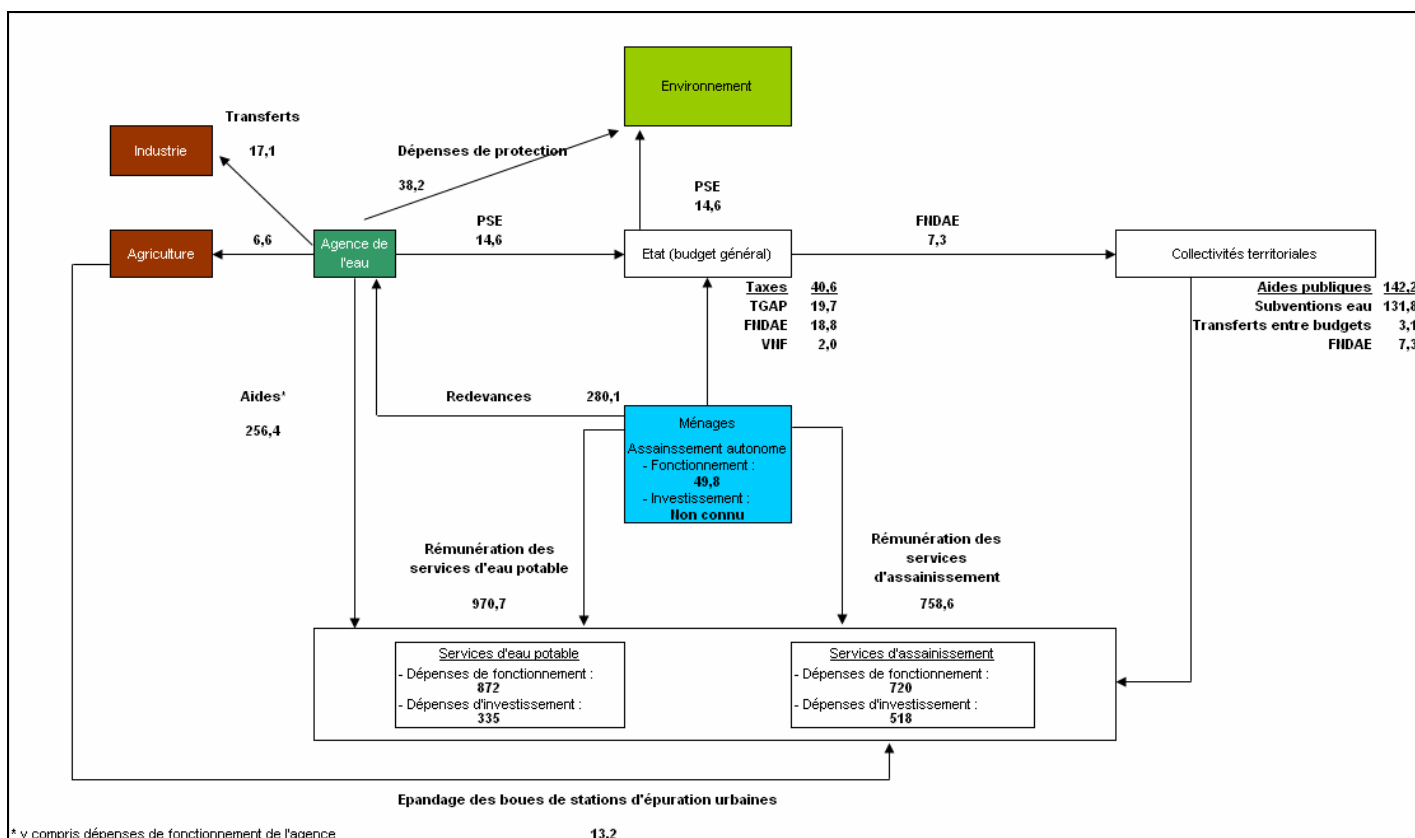 Environnement
Transferts
17,1
Industrie
Dépenses de protection
38,2
PSE
14,6
PSE
14,6
FNDAE
7,3
6,6
Agriculture
Agence de
l'eau
Etat (budget général)
Collectivités territoriales
Taxes 40,6
TGAP 19,7
FNDAE 18,8
VNF 2,0
Aides publiques 142,2
Subventions eau 131,8
Transferts entre budgets 3,1
FNDAE 7,3
Aides*
256,4
Redevances 280,1
Ménages
Assainssement autonome
- Fonctionnement :
49,8
- Investissement :
Non connu
Rémunération des
services d'eau potable
970,7
Rémunération des
services
d'assainissement
758,6
Services d'eau potable
- Dépenses de fonctionnement :
872
- Dépenses d'investissement :
335
Services d'assainissement
- Dépenses de fonctionnement :
720
- Dépenses d'investissement :
518
Epandage des boues de stations d'épuration urbaines
13,2
* y compris dépenses de fonctionnement de l'agence